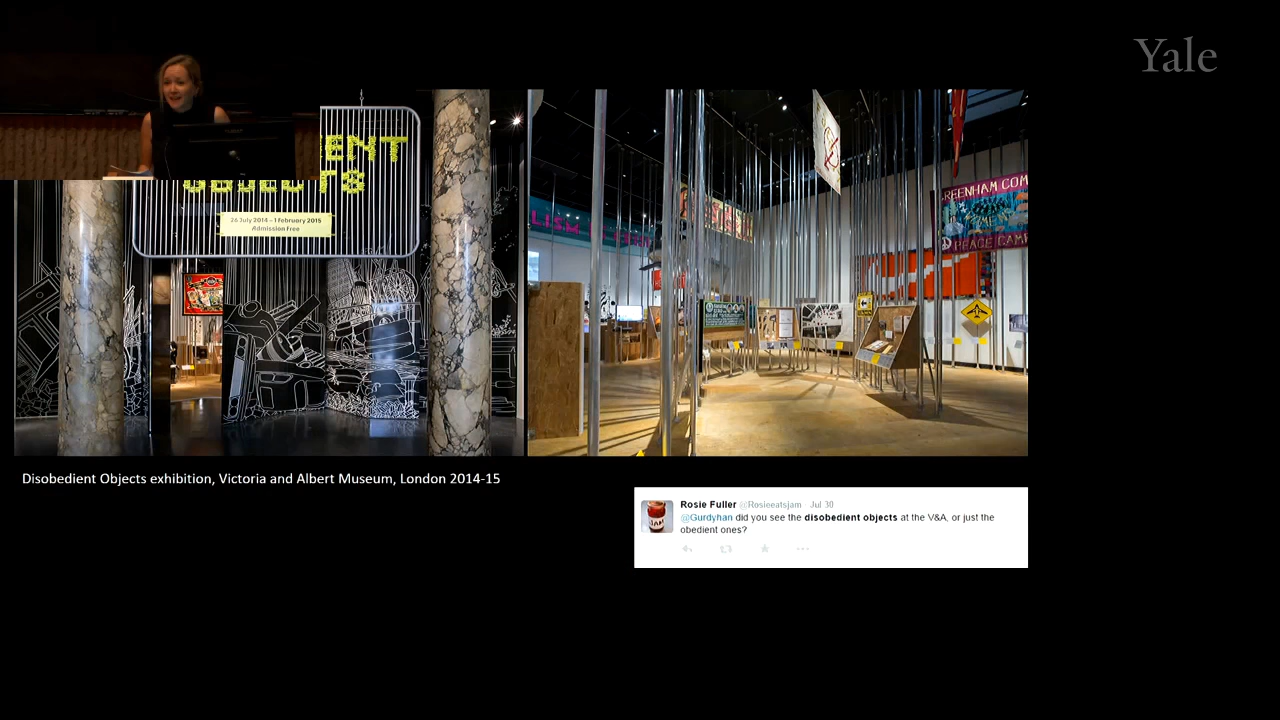 Yale
ENT
OBJECTS
26 July 2014 – 1 February 2015
Admission Free
GREENHAM COM
PEACE CAMP
Disobedient Objects exhibition, Victoria and Albert Museum, London 2014-15
Rosie Fuller @Rosieeatsjam · Jul 30
@Gurdyhan did you see the disobedient objects at the V&A, or just the
obedient ones?
JAM